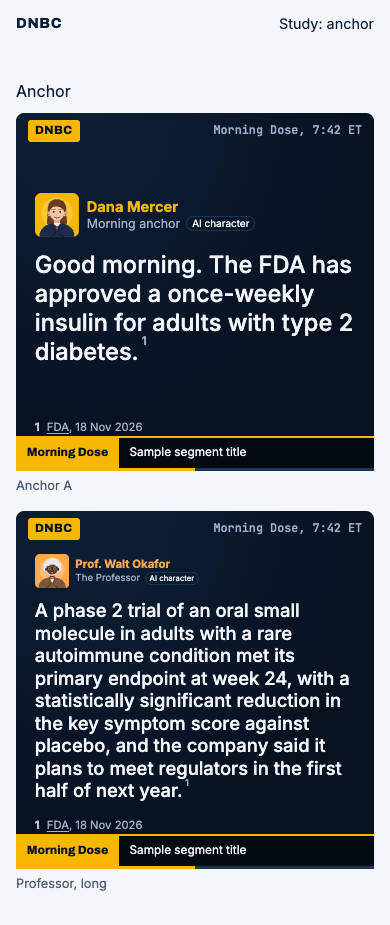 DNBC
Study: anchor
Anchor
DNBC
Morning Dose, 7:42 ET
Dana Mercer
Morning anchor AI character
Good morning. The FDA has
approved a once-weekly
insulin for adults with type 2
diabetes. 1
1 FDA, 18 Nov 2026
Morning Dose
Sample segment title
Anchor A
DNBC
Morning Dose, 7:42 ET
Prof. Walt Okafor
The Professor AI character
A phase 2 trial of an oral small
molecule in adults with a rare
autoimmune condition met its
primary endpoint at week 24, with a
statistically significant reduction in
the key symptom score against
placebo, and the company said it
plans to meet regulators in the first
half of next year. 1
1 FDA, 18 Nov 2026
Morning Dose
Sample segment title
Professor, long